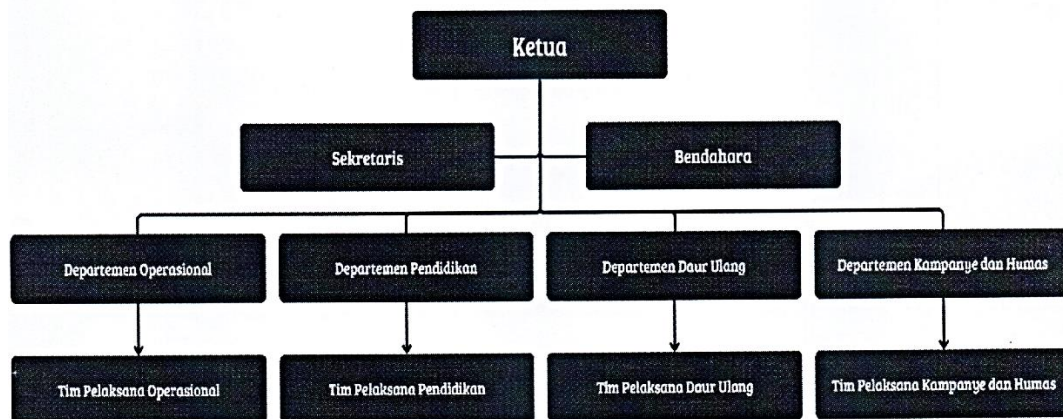 Ketua
Sekretaris
Bendahara
Departemen Operasional
Departemen Pendidikan
Departemen Daur Ulang
Departemen Kampanye dan Humas
Tim Pelaksana Operasional
Tim Pelaksana Pendidikan
Tim Pelaksana Daur Ulang
Tim Pelaksana Kampanye dan Humas